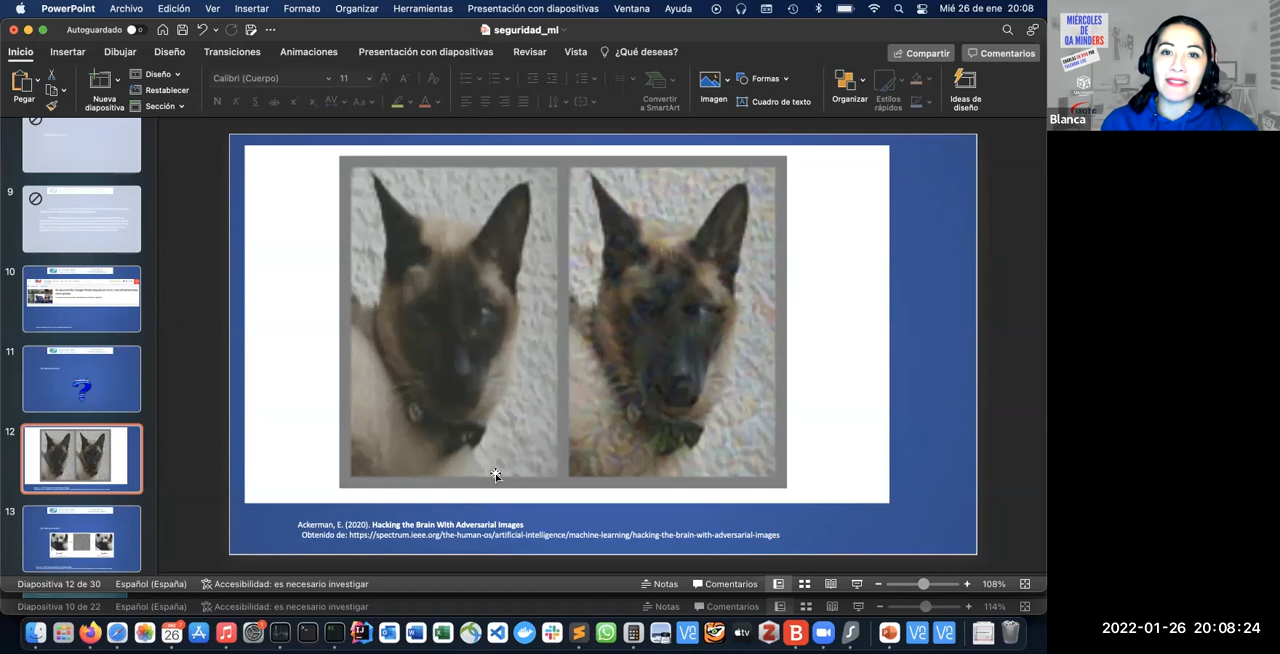 PowerPoint Archivo Edición Ver Insertar Formato Organizar Herramientas Presentación con diapositivas Ventana Ayuda Mié 26 de ene 20:08
Autoguardado
seguridad_ml
Inicio Insertar Dibujar Diseño Transiciones Animaciones Presentación con diapositivas Revisar Vista ¿Qué deseas? Compartir Comentarios
Pegar
Nueva diapositiva
Diseño
Restablecer
Sección
Calibri (Cuerpo) 11
Convertir a SmartArt
Imagen
Formas
Cuadro de texto
Organizar
Estilos rápidos
Ideas de diseño
9
10
11
12
13
Ackerman, E. (2020). Hacking the Brain With Adversarial Images
Obtenido de: https://spectrum.ieee.org/the-human-os/artificial-intelligence/machine-learning/hacking-the-brain-with-adversarial-images
Diapositiva 12 de 30 Español (España) Accesibilidad: es necesario investigar Notas Comentarios 108%
Diapositiva 10 de 22 Español (España) Accesibilidad: es necesario investigar Notas Comentarios 114%
MIÉRCOLES
DE
QA MINDERS
Blanca
2022-01-26 20:08:24